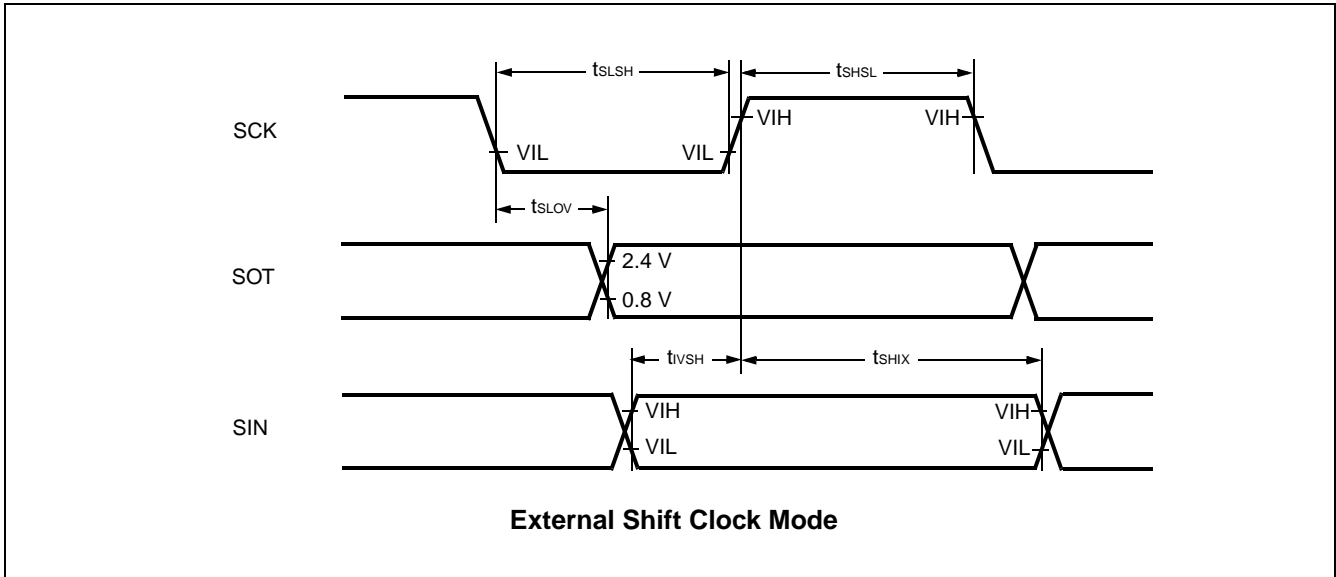 tSLSH tSHSL
SCK VIL VIL VIH VIH
tSLOV
SOT 2.4 V
0.8 V
tIVSH tSHIX
SIN VIH VIH
VIL VIL
External Shift Clock Mode